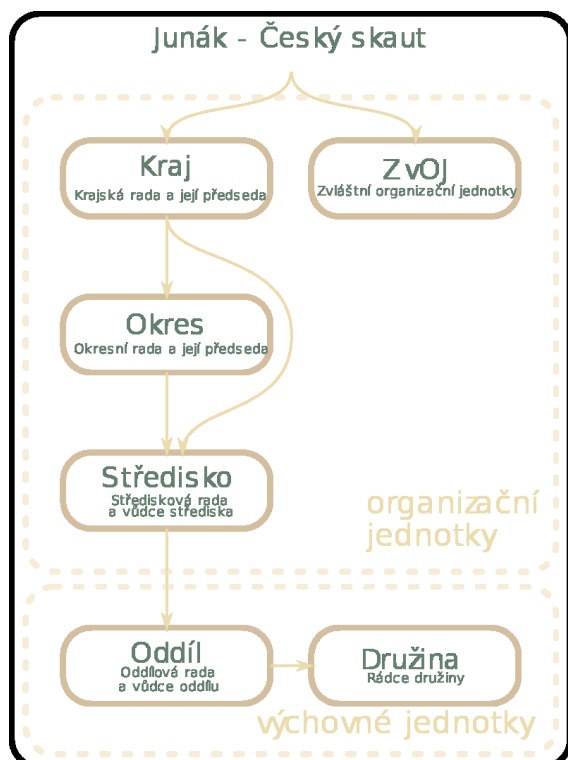 Junák - Český skaut
Kraj
Krajská rada a její předseda
ZvOJ
Zvláštní organizační jednotky
Okres
Okresní rada a její předseda
Středisko
Středisková rada
a vůdce střediska
organizační
jednotky
Oddíl
Oddílová rada
a vůdce oddílu
Družina
Rádce družiny
výchovné jednotky